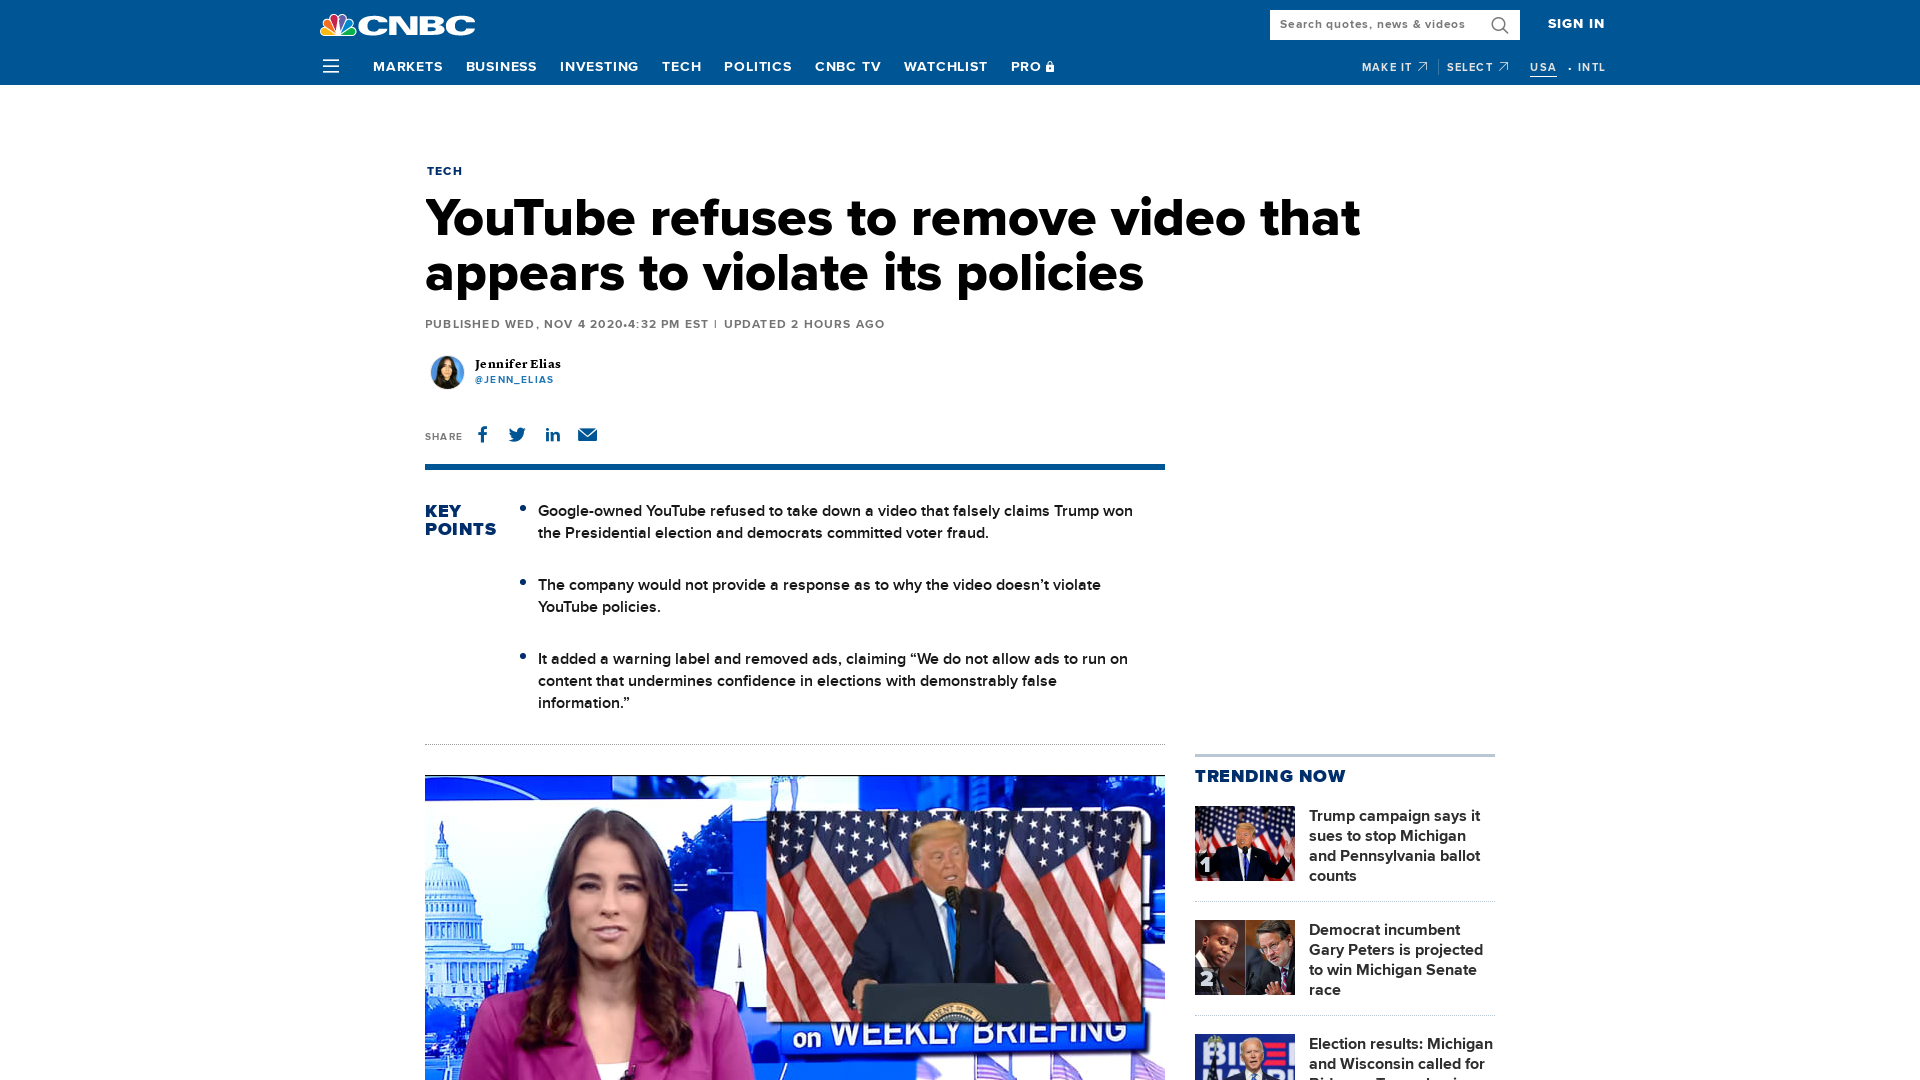 CNBC
Search quotes, news & videos
SIGN IN
MARKETS BUSINESS INVESTING TECH POLITICS CNBC TV WATCHLIST PRO
MAKE IT SELECT USA • INTL
TECH
YouTube refuses to remove video that
appears to violate its policies
PUBLISHED WED, NOV 4 2020•4:32 PM EST | UPDATED 2 HOURS AGO
Jennifer Elias
@JENN_ELIAS
SHARE
KEY
POINTS
Google-owned YouTube refused to take down a video that falsely claims Trump won
the Presidential election and democrats committed voter fraud.
The company would not provide a response as to why the video doesn’t violate
YouTube policies.
It added a warning label and removed ads, claiming “We do not allow ads to run on
content that undermines confidence in elections with demonstrably false
information.”
on WEEKLY BRIEFING
TRENDING NOW
1
Trump campaign says it
sues to stop Michigan
and Pennsylvania ballot
counts
2
Democrat incumbent
Gary Peters is projected
to win Michigan Senate
race
Election results: Michigan
and Wisconsin called for